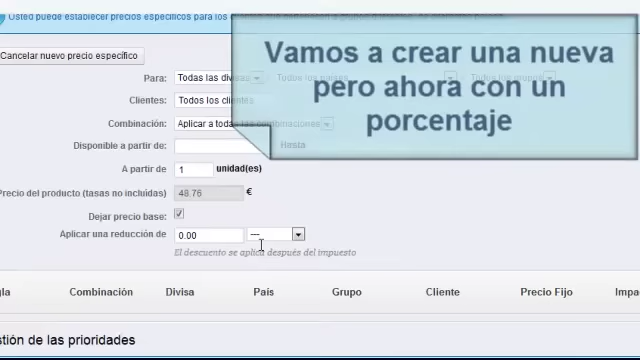 Usted puede establecer precios específicos para los
Vamos a crear una nueva
pero ahora con un
porcentaje
Cancelar nuevo precio específico
Para: Todas las divisas Todos los países
Clientes: Todos los clientes
Combinación: Aplicar a todas las combinaciones
Disponible a partir de: Hasta
A partir de 1 unidad(es)
Precio del producto (tasas no incluidas) 48.76 €
Dejar precio base:
Aplicar una reducción de 0.00 ---
El descuento se aplica después del impuesto
gla Combinación Divisa País Grupo Cliente Precio Fijo Impa
stión de las prioridades